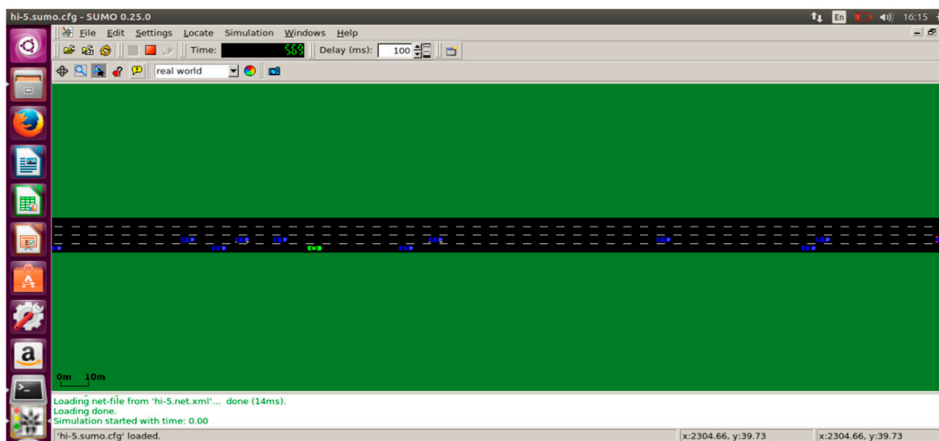 hi-5.sumo.cfg - SUMO 0.25.0
En
16:15
File Edit Settings Locate Simulation Windows Help
Time: 569 Delay (ms): 100
real world
0m 10m
Loading net-file from 'hi-5.net.xml'... done (14ms).
Loading done.
Simulation started with time: 0.00
'hi-5.sumo.cfg' loaded.
x:2304.66, y:39.73
x:2304.66, y:39.73